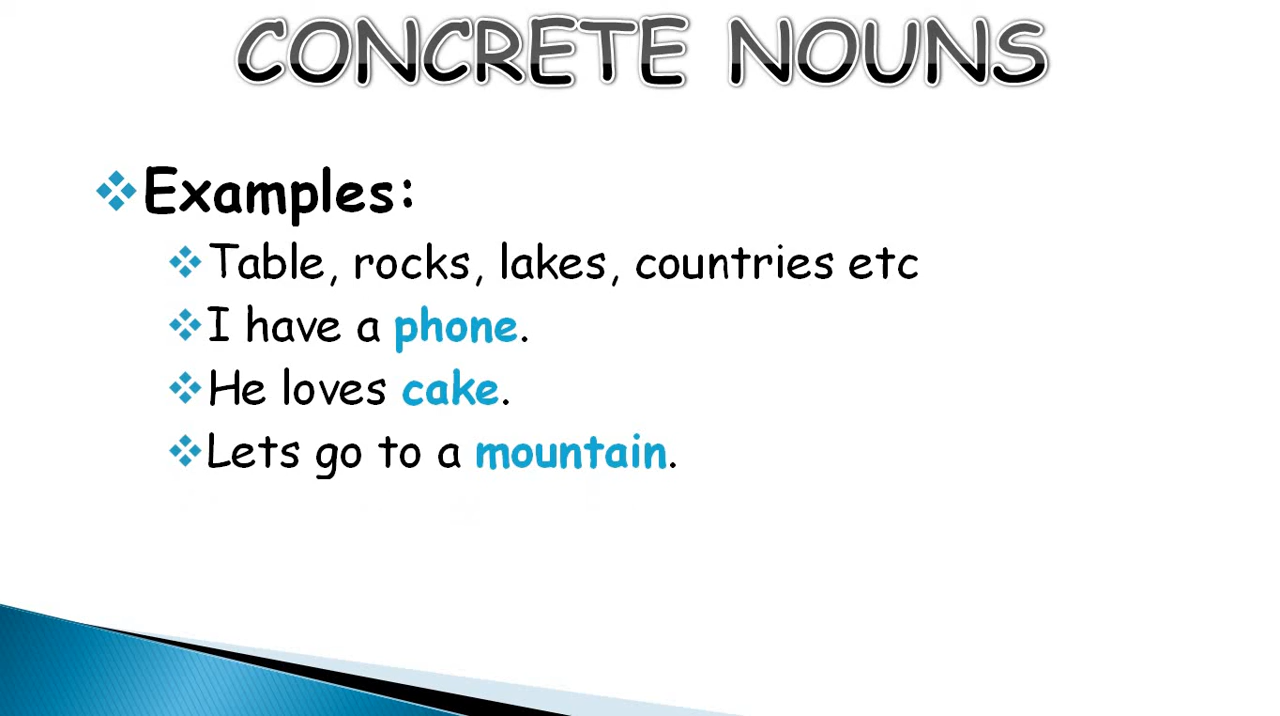 CONCRETE NOUNS
Examples:
Table, rocks, lakes, countries etc
I have a phone.
He loves cake.
Lets go to a mountain.